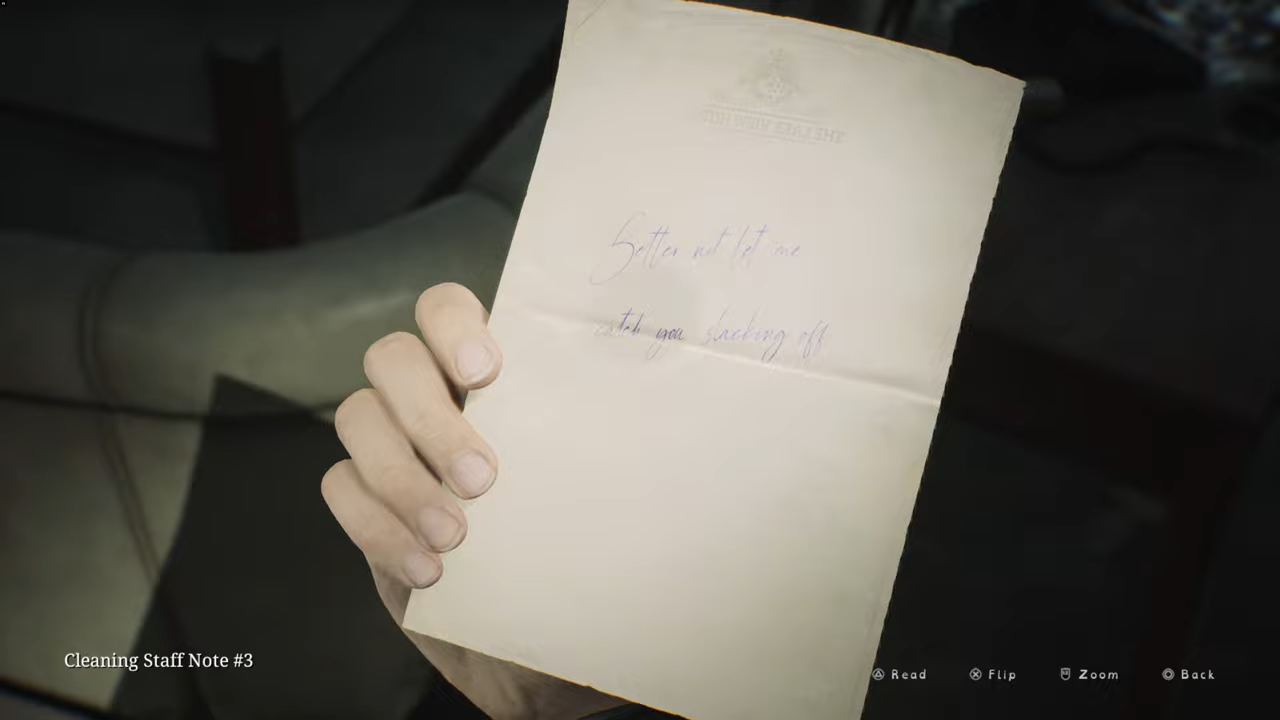 THE LAKE VIEW HOT
Better not let me
catch you slacking off
Cleaning Staff Note #3
Read
Flip
Zoom
Back